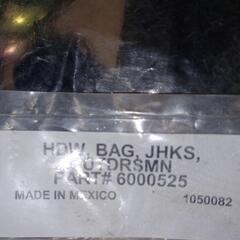 HDW, BAG, JHKS,
PART# 6000525
MADE IN MEXICO 1050082